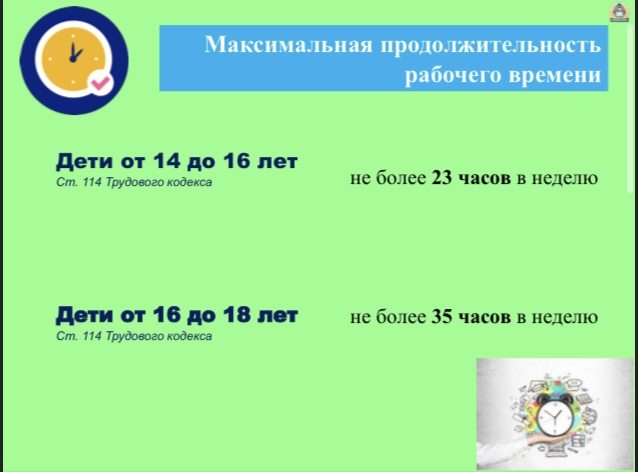 Максимальная продолжительность
рабочего времени
Дети от 14 до 16 лет
Ст. 114 Трудового кодекса
не более 23 часов в неделю
Дети от 16 до 18 лет
Ст. 114 Трудового кодекса
не более 35 часов в неделю